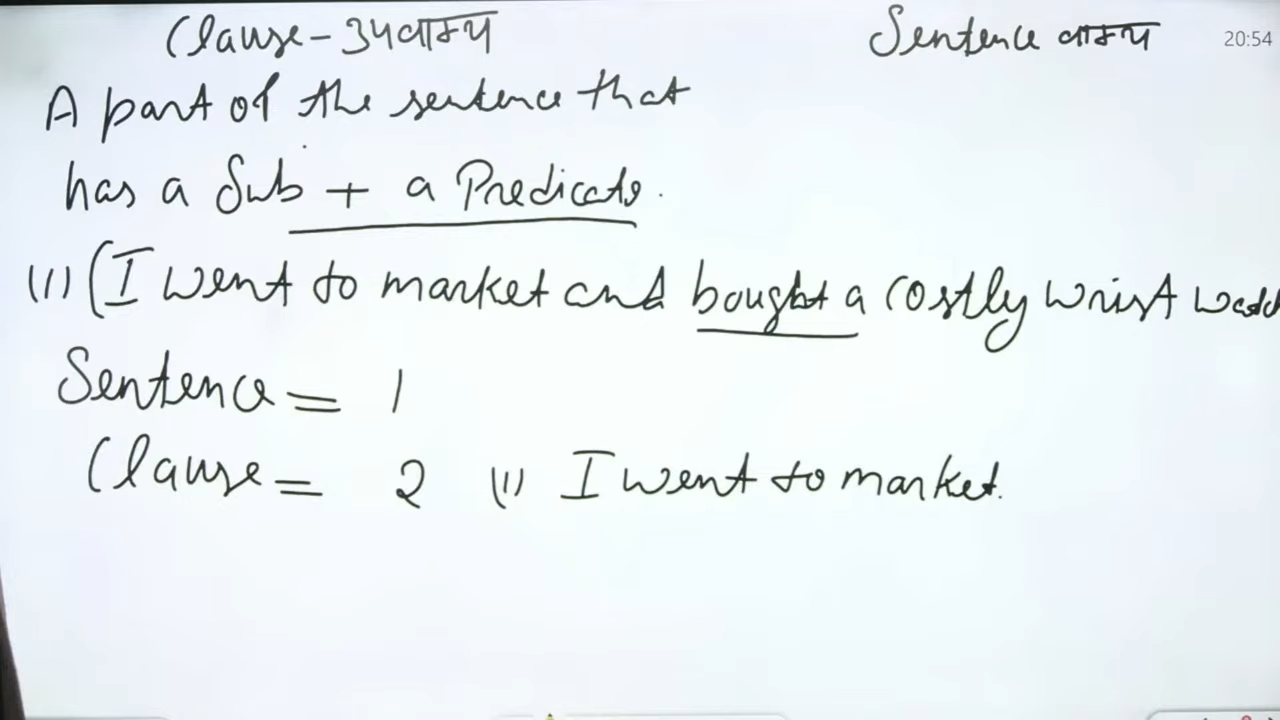 Clause - उपवाक्य
Sentence वाक्य
20:54
A part of the sentence that
has a Sub + a Predicate.
(1) (I went to market and bought a costly wrist
Sentence = 1
Clause = 2 (1) I went to market.